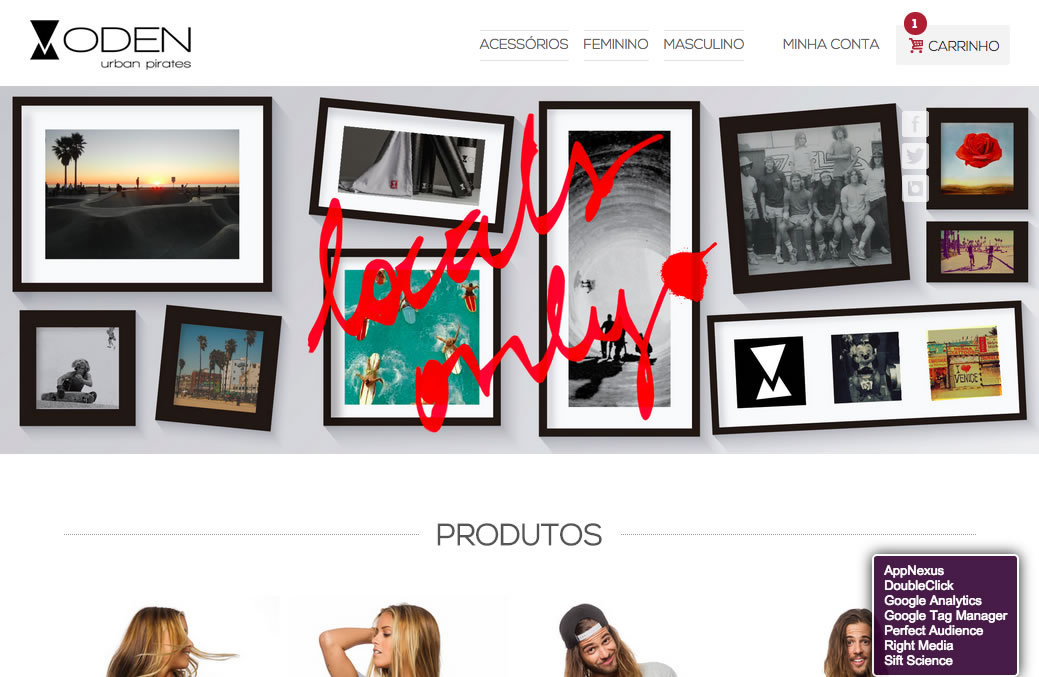 ODEN
urban pirates
ACESSÓRIOS
FEMININO
MASCULINO
MINHA CONTA
1
CARRINHO
locals
only
I ♥
VENICE
PRODUTOS
AppNexus
DoubleClick
Google Analytics
Google Tag Manager
Perfect Audience
Right Media
Sift Science